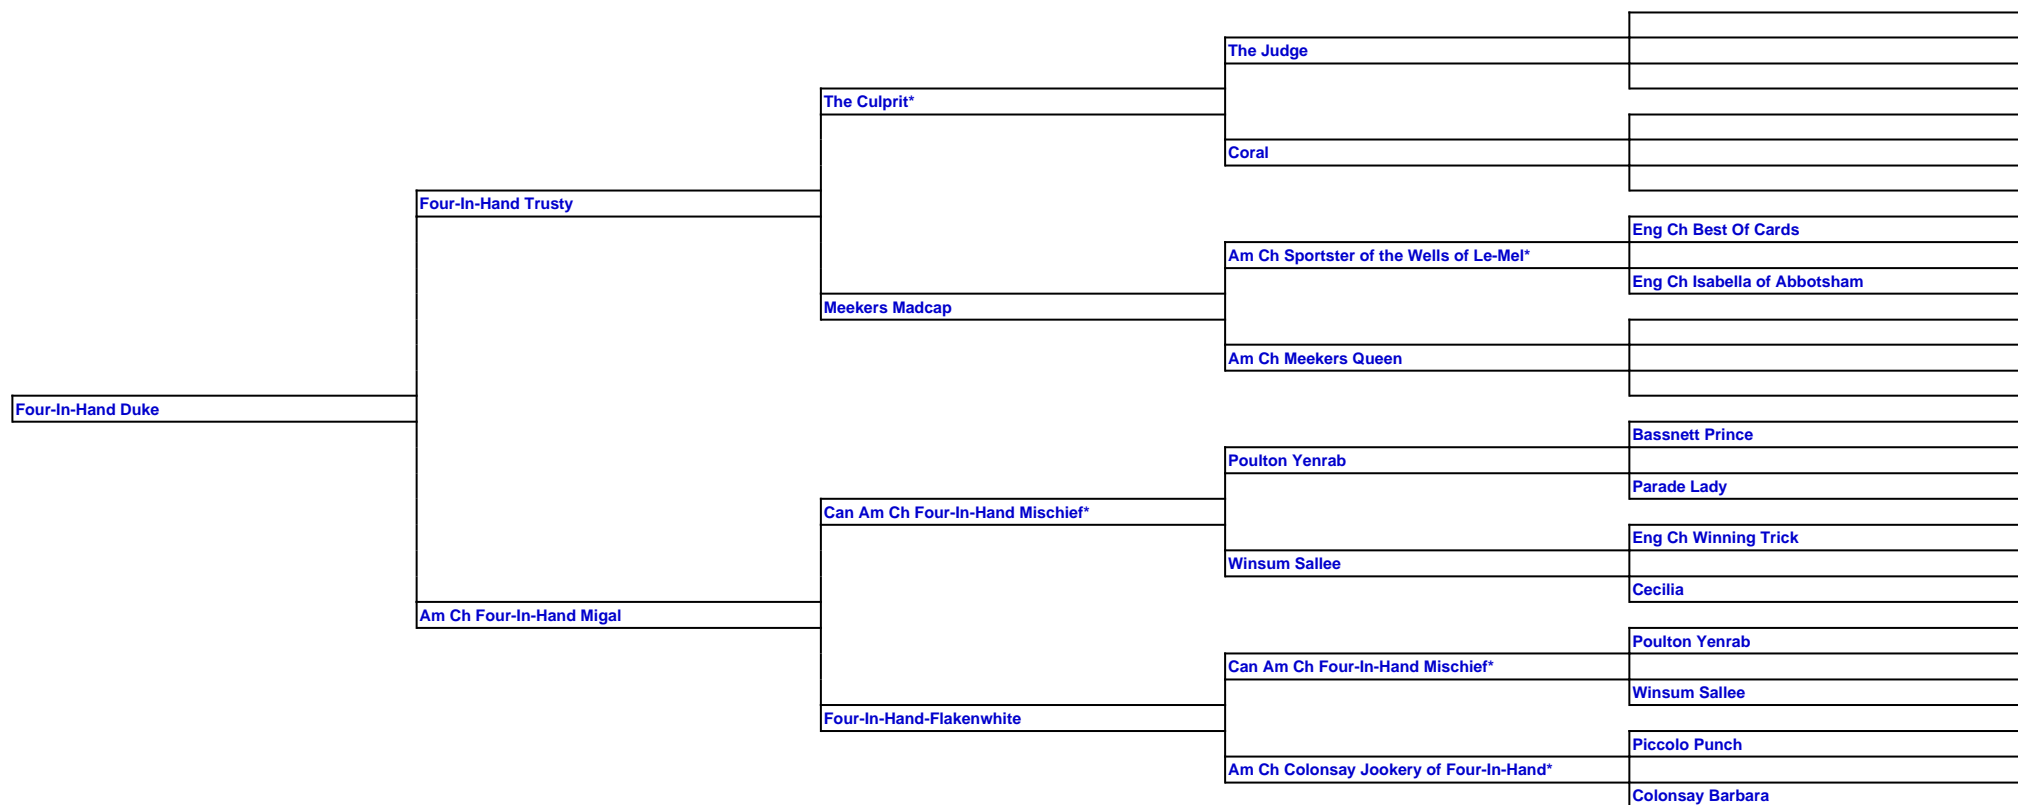 The Judge
The Culprit*
Coral
Four-In-Hand Trusty
Eng Ch Best Of Cards
Am Ch Sportster of the Wells of Le-Mel*
Eng Ch Isabella of Abbotsham
Meekers Madcap
Am Ch Meekers Queen
Four-In-Hand Duke
Bassnett Prince
Poulton Yenrab
Parade Lady
Can Am Ch Four-In-Hand Mischief*
Eng Ch Winning Trick
Winsum Sallee
Cecilia
Am Ch Four-In-Hand Migal
Poulton Yenrab
Can Am Ch Four-In-Hand Mischief*
Winsum Sallee
Four-In-Hand-Flakenwhite
Piccolo Punch
Am Ch Colonsay Jookery of Four-In-Hand*
Colonsay Barbara